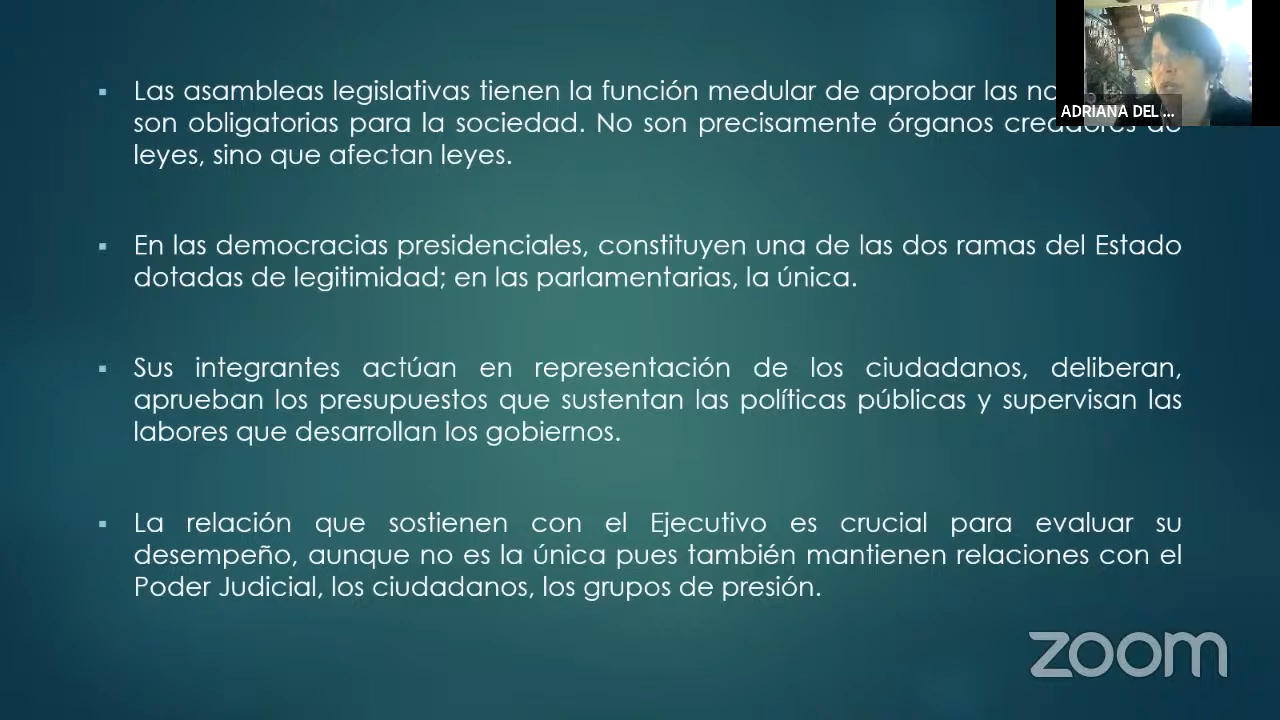 Las asambleas legislativas tienen la función medular de aprobar las
son obligatorias para la sociedad. No son precisamente órganos creadores de
leyes, sino que afectan leyes.
En las democracias presidenciales, constituyen una de las dos ramas del Estado
dotadas de legitimidad; en las parlamentarias, la única.
Sus integrantes actúan en representación de los ciudadanos, deliberan,
aprueban los presupuestos que sustentan las políticas públicas y supervisan las
labores que desarrollan los gobiernos.
La relación que sostienen con el Ejecutivo es crucial para evaluar su
desempeño, aunque no es la única pues también mantienen relaciones con el
Poder Judicial, los ciudadanos, los grupos de presión.
ADRIANA DEL ...
zoom